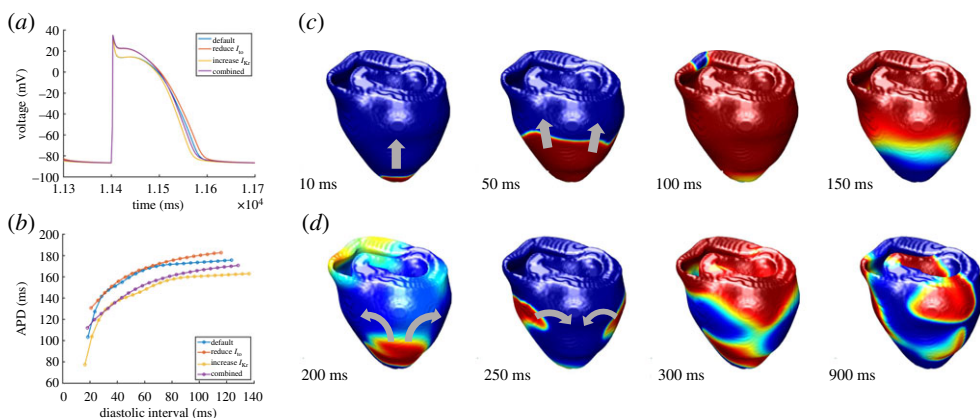 (a)
40
20
0
−20
−40
−60
−80
−100
voltage (mV)
default
reduce Ito
increase IKr
combined
1.13 1.14 1.15 1.16 1.17
×10⁴
time (ms)
(b)
200
180
160
140
120
100
80
60
APD (ms)
default
reduce Ito
increase IKr
combined
0 20 40 60 80 100 120 140
diastolic interval (ms)
(c)
10 ms
50 ms
100 ms
150 ms
(d)
200 ms
250 ms
300 ms
900 ms